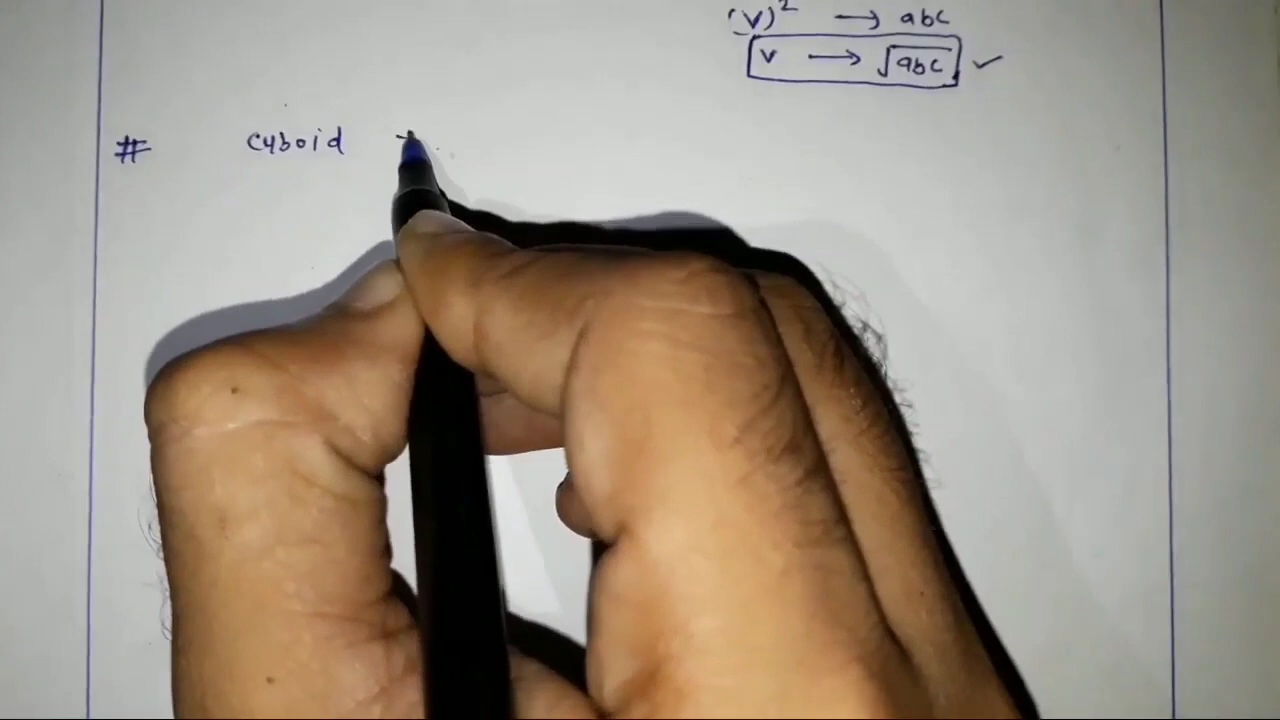 (v)² → abc
v → √abc ✓
# cuboid